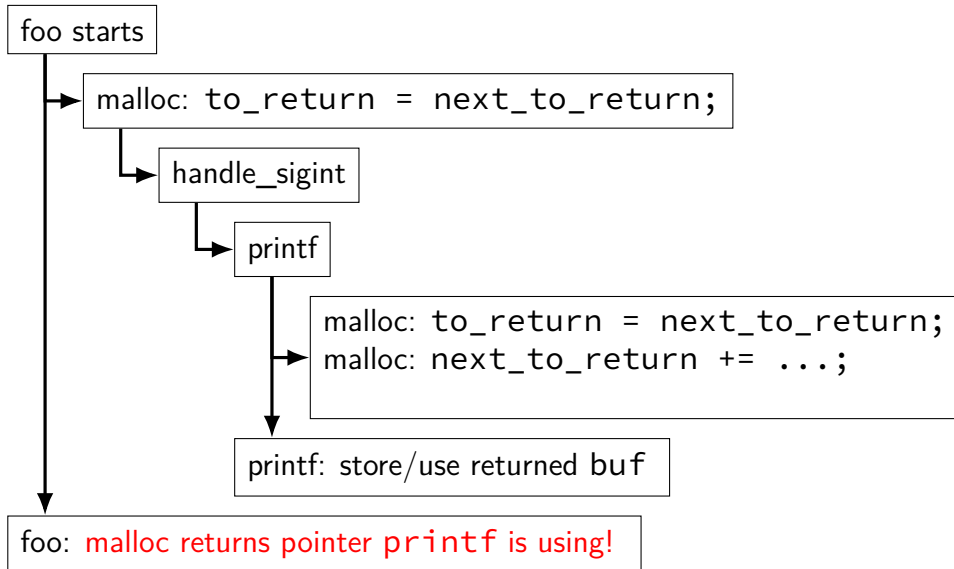 foo starts
malloc: to_return = next_to_return;
handle_sigint
printf
malloc: to_return = next_to_return;
malloc: next_to_return += ...;
printf: store/use returned buf
foo: malloc returns pointer printf is using!